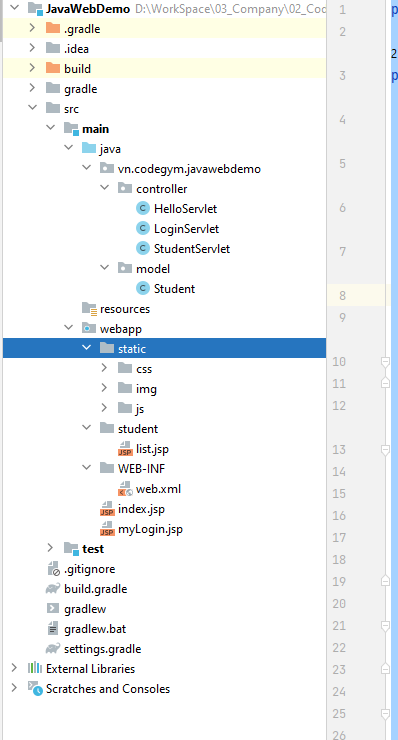 JavaWebDemo D:\WorkSpace\03_Company\02_Cod
.gradle
.idea
build
gradle
src
main
java
vn.codegym.javawebdemo
controller
C HelloServlet
C LoginServlet
C StudentServlet
model
C Student
resources
webapp
static
css
img
js
student
JSP list.jsp
WEB-INF
web.xml
JSP index.jsp
JSP myLogin.jsp
test
.gitignore
build.gradle
gradlew
gradlew.bat
settings.gradle
External Libraries
Scratches and Consoles
1
2
3
4
5
6
7
8
9
10
11
12
13
14
15
16
17
18
19
20
21
22
23
24
25
26